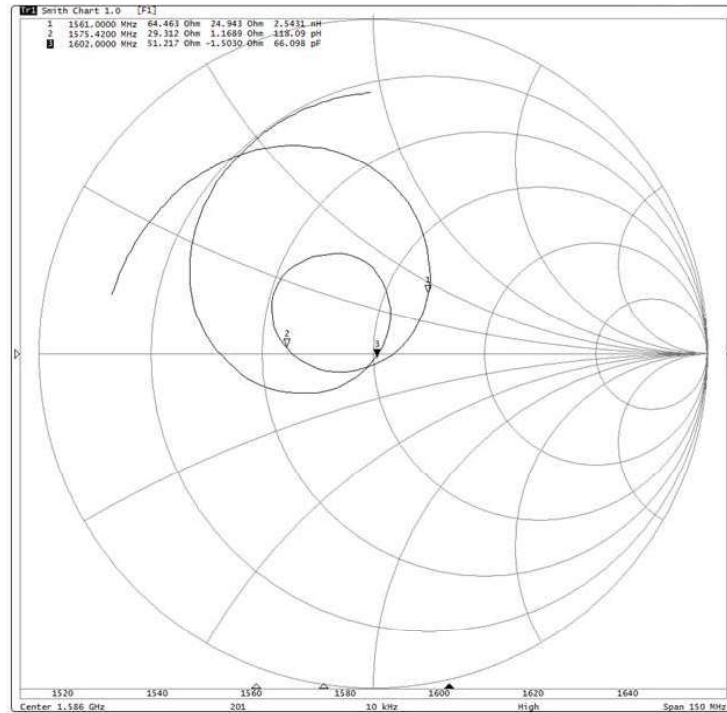 Tr1 Smith Chart 1.0 [F1]
1 1561.0000 MHz 64.463 Ohm 24.943 Ohm 2.5431 nH
2 1575.4200 MHz 29.312 Ohm 1.1689 Ohm 118.09 pH
3 1602.0000 MHz 51.217 Ohm -1.5030 Ohm 66.098 pF
1
2
3
1520 1540 1560 1580 1600 1620 1640
Center 1.586 GHz 201 10 kHz High Span 150 MHz